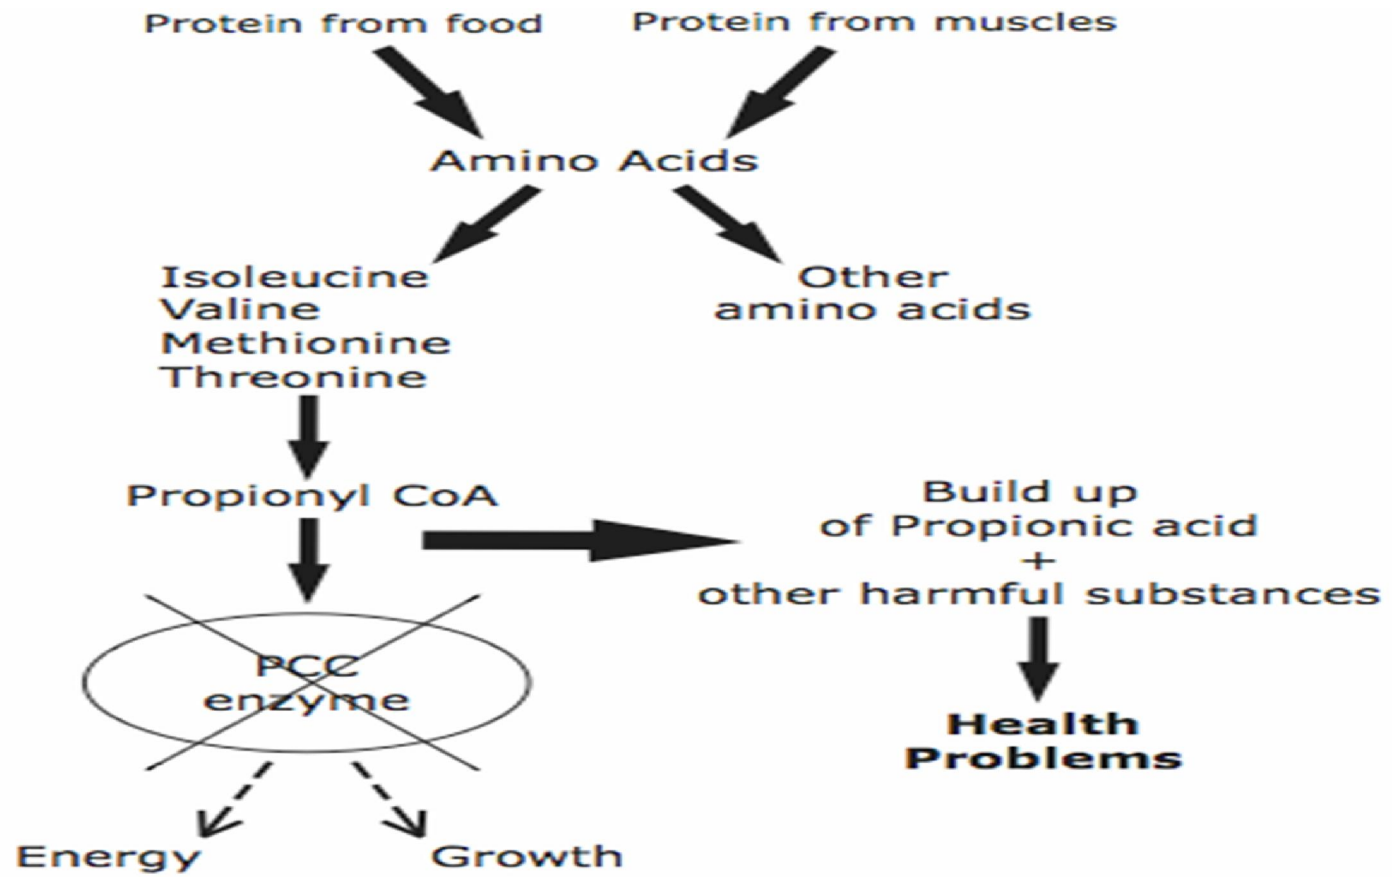 Protein from food
Protein from muscles
Amino Acids
Isoleucine
Valine
Methionine
Threonine
Other
amino acids
Propionyl CoA
Build up
of Propionic acid
+
other harmful substances
PCC
enzyme
Health
Problems
Energy
Growth